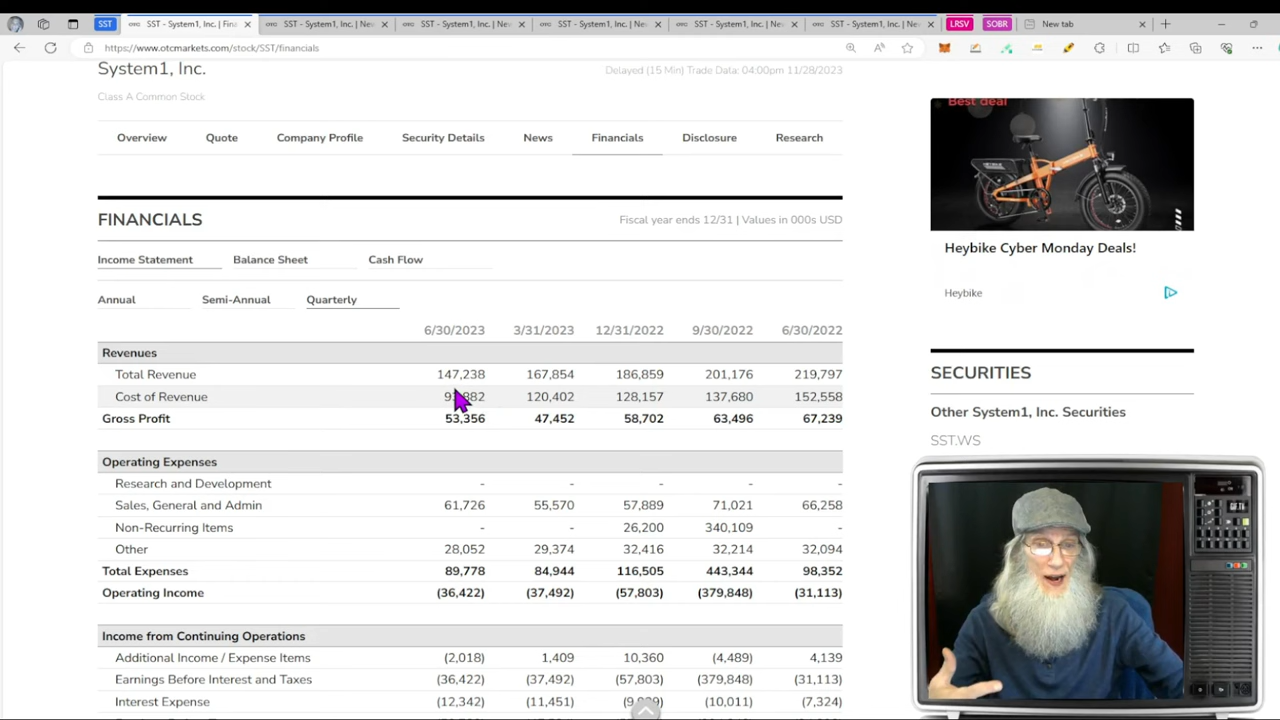 SST SST - System1, Inc. | Fina SST - System1, Inc. | Nev SST - System1, Inc. | Nev SST - System1, Inc. | Nev SST - System1, Inc. | Nev SST - System1, Inc. | Nev LRSV SOBR New tab
https://www.otcmarkets.com/stock/SST/financials
System1, Inc. Delayed (15 Min) Trade Data: 04:00pm 11/28/2023
Class A Common Stock
Overview Quote Company Profile Security Details News Financials Disclosure Research
FINANCIALS Fiscal year ends 12/31 | Values in 000s USD
Income Statement Balance Sheet Cash Flow
Annual Semi-Annual Quarterly
6/30/2023 3/31/2023 12/31/2022 9/30/2022 6/30/2022
Revenues
Total Revenue 147,238 167,854 186,859 201,176 219,797
Cost of Revenue 120,402 128,157 137,680 152,558
Gross Profit 53,356 47,452 58,702 63,496 67,239
Operating Expenses
Research and Development - - - - -
Sales, General and Admin 61,726 55,570 57,889 71,021 66,258
Non-Recurring Items - - 26,200 340,109 -
Other 28,052 29,374 32,416 32,214 32,094
Total Expenses 89,778 84,944 116,505 443,344 98,352
Operating Income (36,422) (37,492) (57,803) (379,848) (31,113)
Income from Continuing Operations
Additional Income / Expense Items (2,018) 1,409 10,360 (4,489) 4,139
Earnings Before Interest and Taxes (36,422) (37,492) (57,803) (379,848) (31,113)
Interest Expense (12,342) (11,451) (10,011) (7,324)
Best deal
Heybike Cyber Monday Deals!
Heybike
SECURITIES
Other System1, Inc. Securities
SST.WS